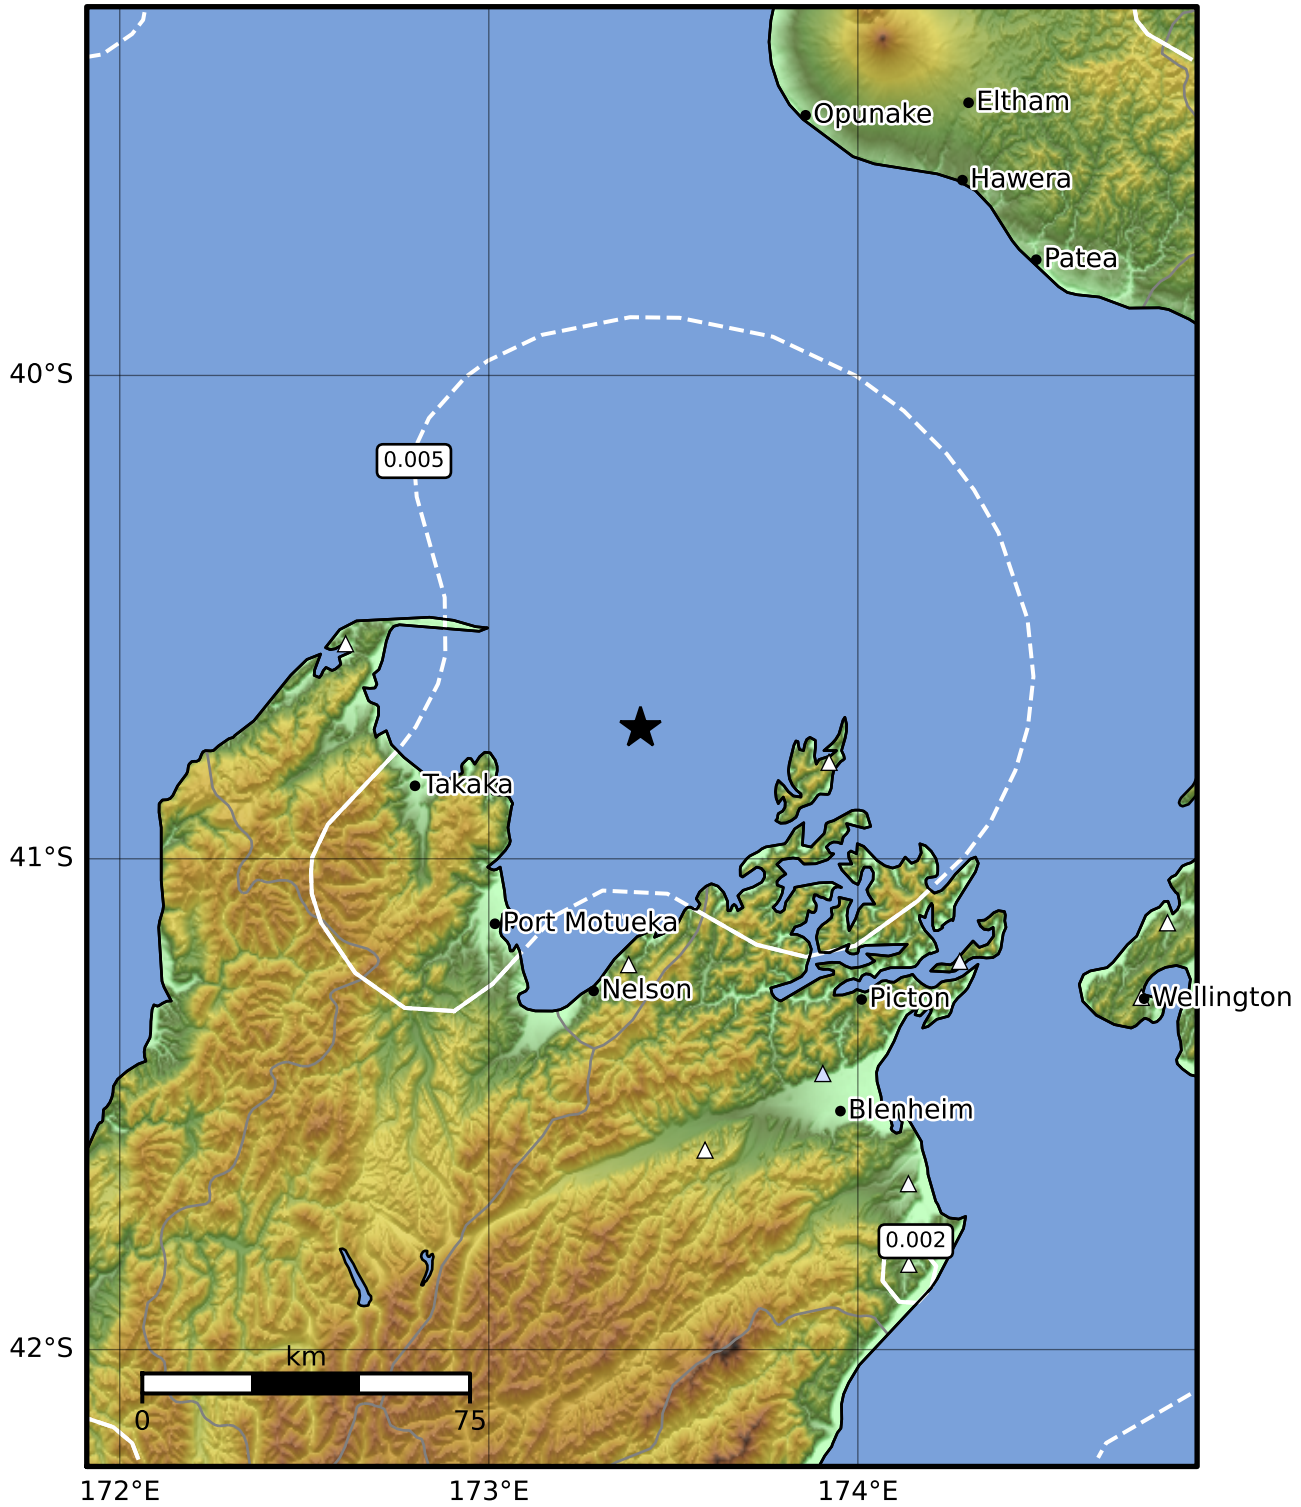 Eltham
Opunake
Hawera
Patea
40°S
0.005
Takaka
41°S
Port Motueka
Nelson
Picton
Wellington
Blenheim
0.002
42°S
km
0
75
172°E
173°E
174°E